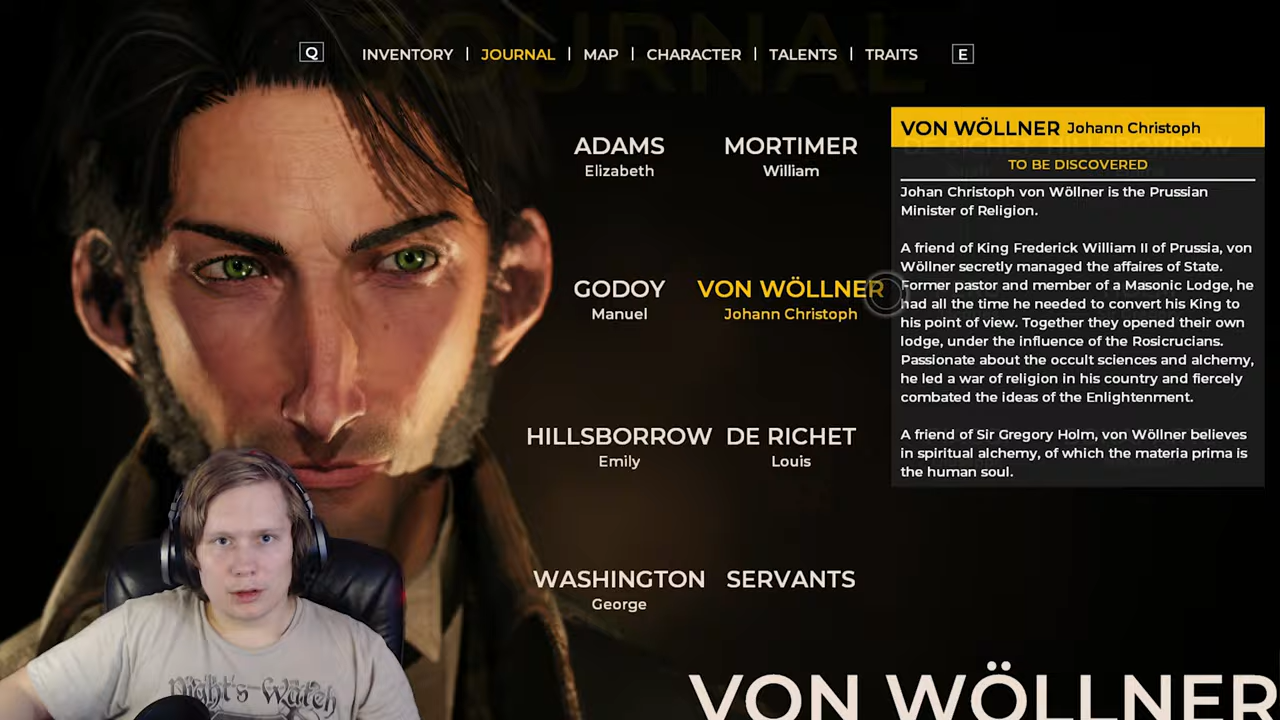 JOURNAL
Q INVENTORY | JOURNAL | MAP | CHARACTER | TALENTS | TRAITS E
ADAMS
Elizabeth
MORTIMER
William
GODOY
Manuel
VON WÖLLNER
Johann Christoph
HILLSBORROW
Emily
DE RICHET
Louis
WASHINGTON
George
SERVANTS
VON WÖLLNER Johann Christoph
TO BE DISCOVERED
Johan Christoph von Wöllner is the Prussian
Minister of Religion.
A friend of King Frederick William II of Prussia, von
Wöllner secretly managed the affaires of State.
Former pastor and member of a Masonic Lodge, he
had all the time he needed to convert his King to
his point of view. Together they opened their own
lodge, under the influence of the Rosicrucians.
Passionate about the occult sciences and alchemy,
he led a war of religion in his country and fiercely
combated the ideas of the Enlightenment.
A friend of Sir Gregory Holm, von Wöllner believes
in spiritual alchemy, of which the materia prima is
the human soul.
Night's Watch
VON WÖLLNER